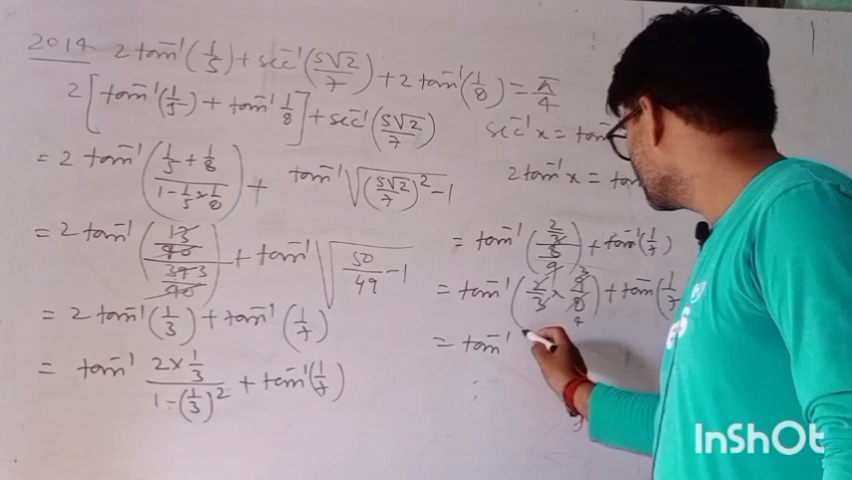 2014 2 tan⁻¹(1/5) + sec⁻¹(5√2/7) + 2 tan⁻¹(1/8) = π/4
2[tan⁻¹(1/5) + tan⁻¹ 1/8] + sec⁻¹(5√2/7)
= 2 tan⁻¹((1/5 + 1/8)/(1 - 1/5 × 1/8)) + tan⁻¹ √((5√2/7)² - 1)
= 2 tan⁻¹((13/40)/(39/40)) + tan⁻¹ √(50/49 - 1)
= 2 tan⁻¹(1/3) + tan⁻¹(1/7)
= tan⁻¹ (2 × 1/3)/(1 - (1/3)²) + tan⁻¹(1/7)
sec⁻¹ x = tan
2 tan⁻¹ x = tan
= tan⁻¹((2/3)/(8/9)) + tan⁻¹(1/7)
= tan⁻¹(2/3 × 9/8) + tan⁻¹(1/7
= tan⁻¹
InShOt